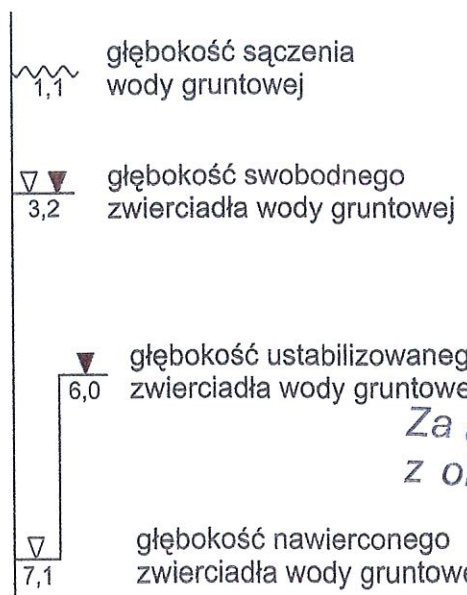 głębokość sączenia
1,1 wody gruntowej
głębokość swobodnego
3,2 zwierciadła wody gruntowej
głębokość ustabilizowaneg
6,0 zwierciadła wody gruntowe
Za
z o
głębokość nawierconego
7,1 zwierciadła wody gruntowe